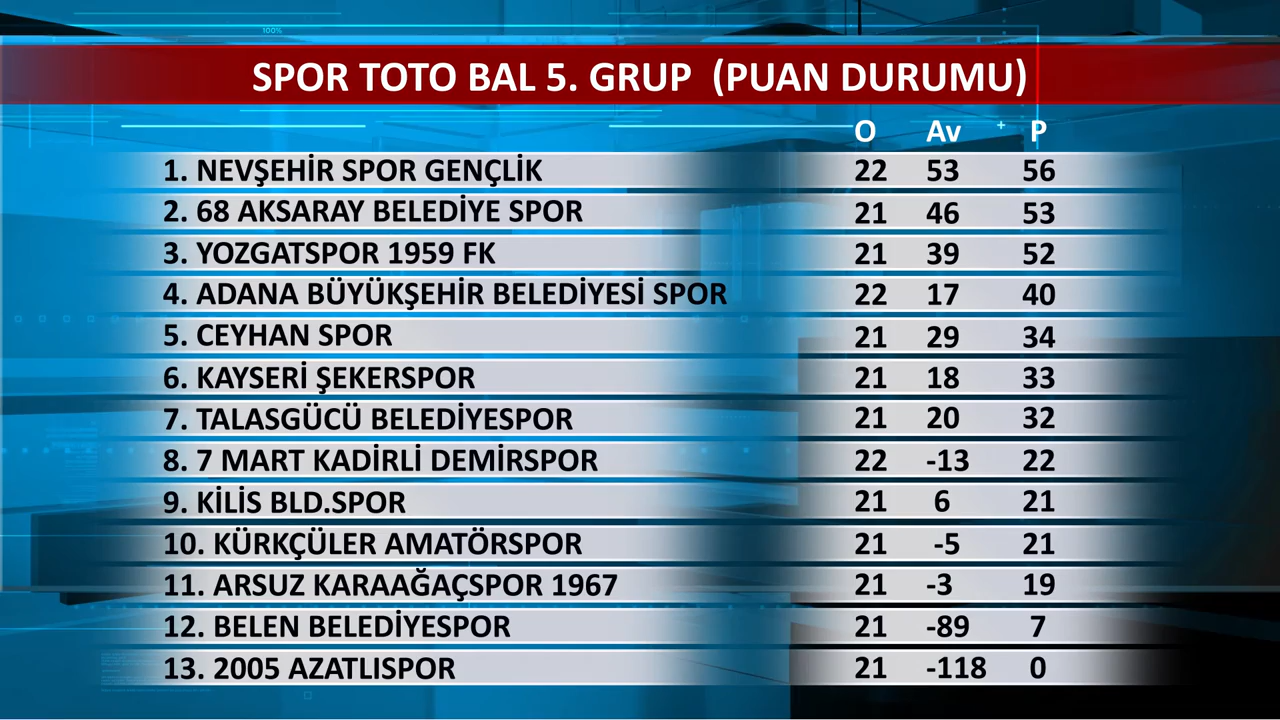 100%
SPOR TOTO BAL 5. GRUP (PUAN DURUMU)
O Av P
1. NEVŞEHİR SPOR GENÇLİK 22 53 56
2. 68 AKSARAY BELEDİYE SPOR 21 46 53
3. YOZGATSPOR 1959 FK 21 39 52
4. ADANA BÜYÜKŞEHİR BELEDİYESİ SPOR 22 17 40
5. CEYHAN SPOR 21 29 34
6. KAYSERİ ŞEKERSPOR 21 18 33
7. TALASGÜCÜ BELEDİYESPOR 21 20 32
8. 7 MART KADİRLİ DEMİRSPOR 22 -13 22
9. KİLİS BLD.SPOR 21 6 21
10. KÜRKÇÜLER AMATÖRSPOR 21 -5 21
11. ARSUZ KARAAĞAÇSPOR 1967 21 -3 19
12. BELEN BELEDİYESPOR 21 -89 7
13. 2005 AZATLISPOR 21 -118 0